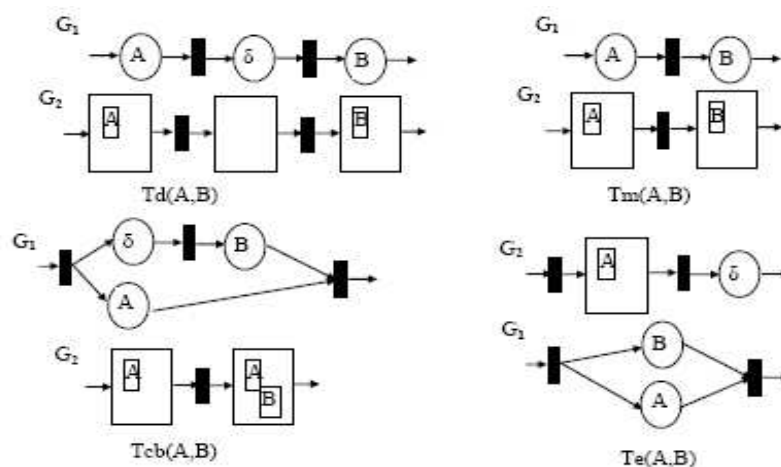 G₁
A δ B
G₂
A B
Td(A,B)
G₁
A B
G₂
A B
Tm(A,B)
G₁
δ B
A
G₂
A A
B
Tcb(A,B)
G₂
A δ
G₁
B
A
Te(A,B)